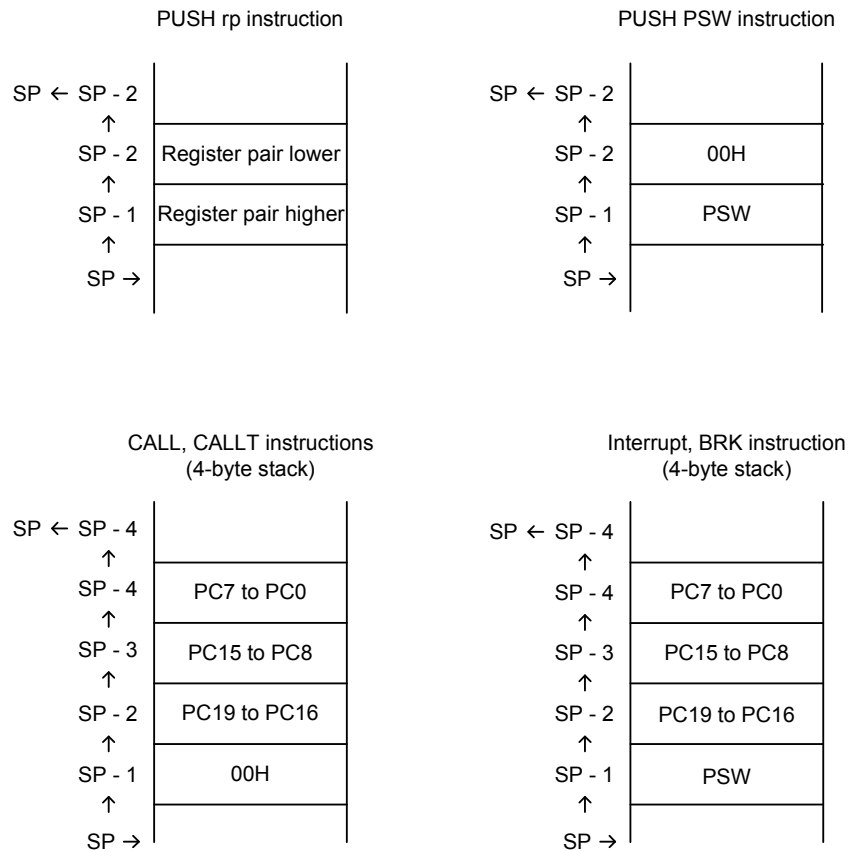 PUSH rp instruction
SP ← SP - 2
↑
SP - 2 Register pair lower
↑
SP - 1 Register pair higher
↑
SP →
PUSH PSW instruction
SP ← SP - 2
↑
SP - 2 00H
↑
SP - 1 PSW
↑
SP →
CALL, CALLT instructions
(4-byte stack)
SP ← SP - 4
↑
SP - 4 PC7 to PC0
↑
SP - 3 PC15 to PC8
↑
SP - 2 PC19 to PC16
↑
SP - 1 00H
↑
SP →
Interrupt, BRK instruction
(4-byte stack)
SP ← SP - 4
↑
SP - 4 PC7 to PC0
↑
SP - 3 PC15 to PC8
↑
SP - 2 PC19 to PC16
↑
SP - 1 PSW
↑
SP →